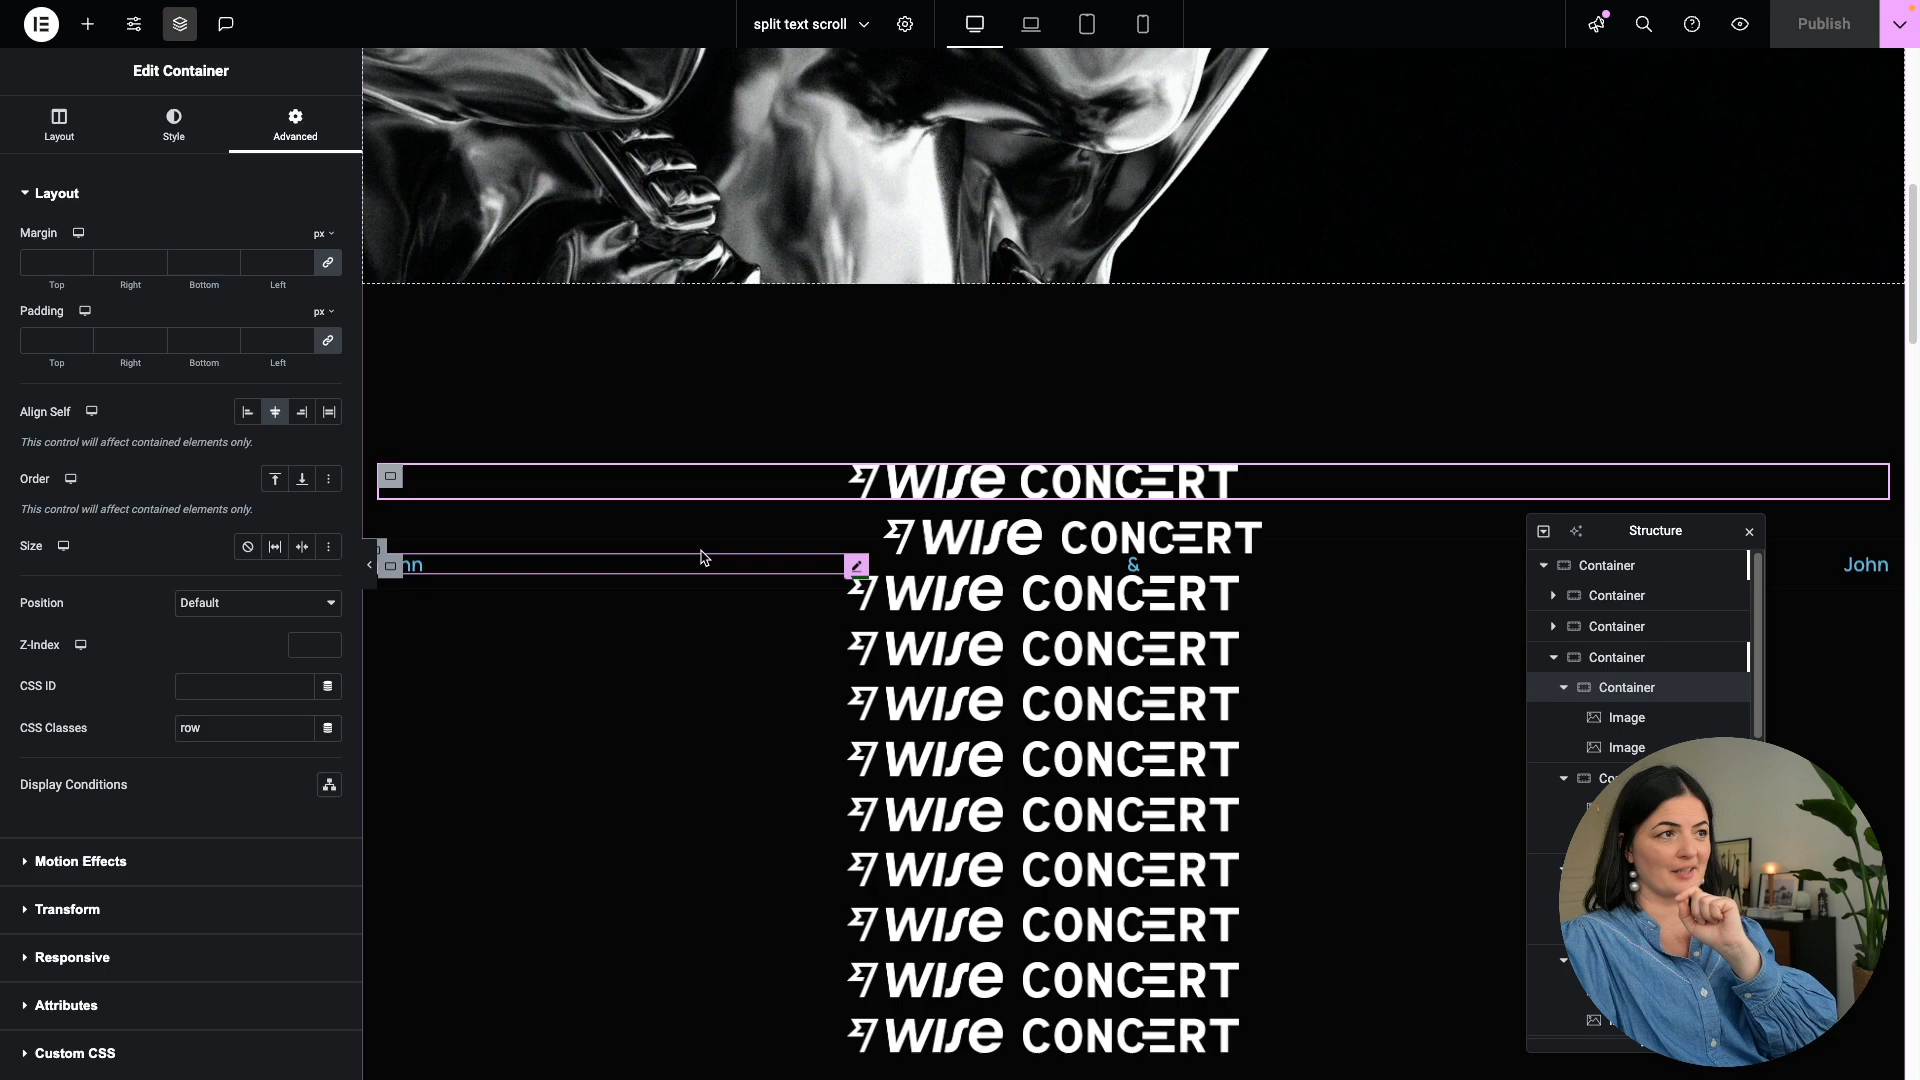 split text scroll
Publish
Edit Container
Layout
Style
Advanced
Layout
Margin
px
Top
Right
Bottom
Left
Padding
px
Top
Right
Bottom
Left
Align Self
This control will affect contained elements only.
Order
This control will affect contained elements only.
Size
Position
Default
Z-Index
CSS ID
CSS Classes
row
Display Conditions
Motion Effects
Transform
Responsive
Attributes
Custom CSS
WISE CONCERT
WISE CONCERT
hn
&
John
WISE CONCERT
WISE CONCERT
WISE CONCERT
WISE CONCERT
WISE CONCERT
WISE CONCERT
WISE CONCERT
WISE CONCERT
WISE CONCERT
Structure
Container
Container
Container
Container
Container
Image
Image